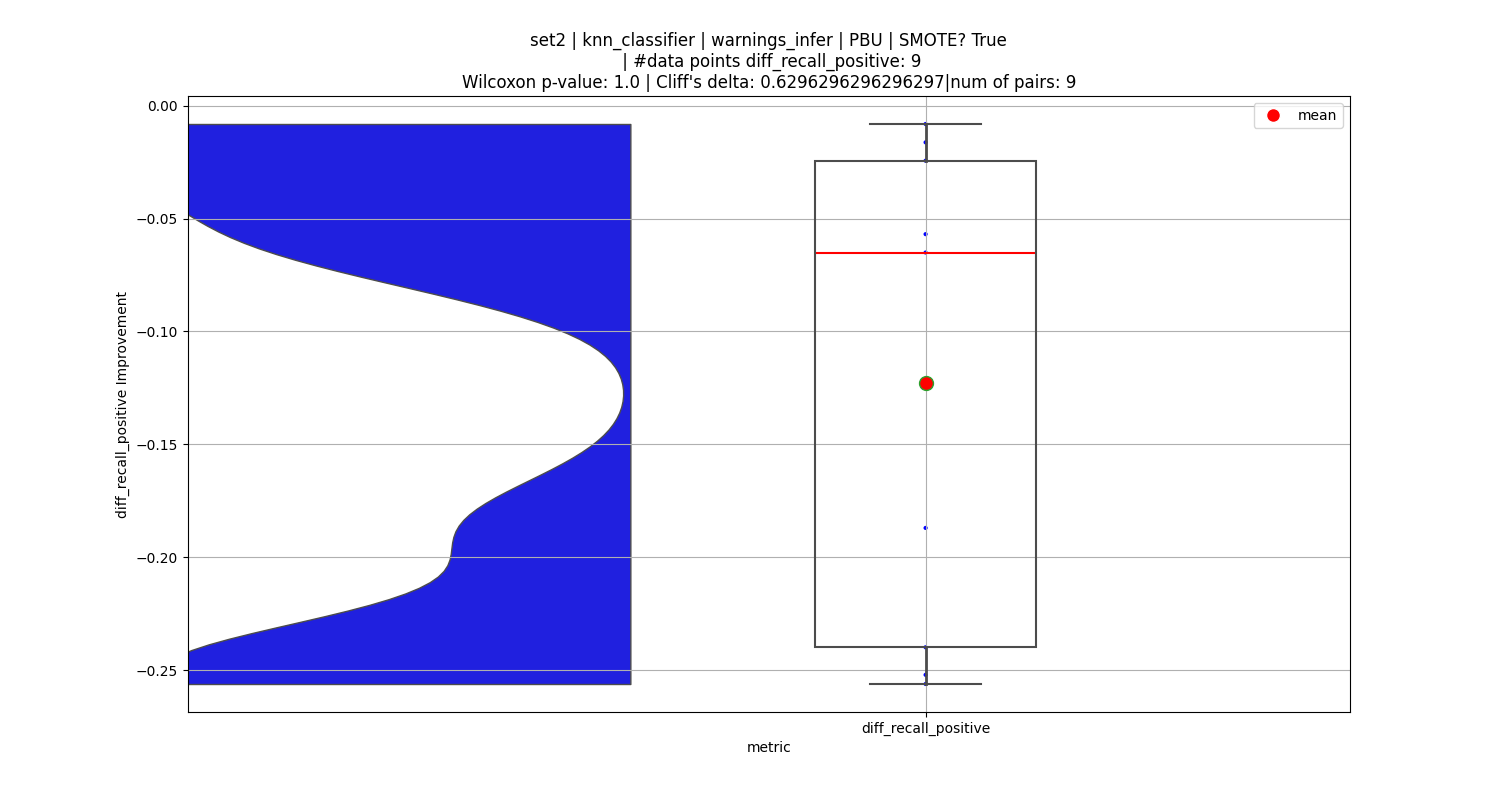 set2 | knn_classifier | warnings_infer | PBU | SMOTE? True
| #data points diff_recall_positive: 9
Wilcoxon p-value: 1.0 | Cliff's delta: 0.6296296296296297|num of pairs: 9
mean
0.00
−0.05
−0.10
−0.15
−0.20
−0.25
diff_recall_positive Improvement
diff_recall_positive
metric